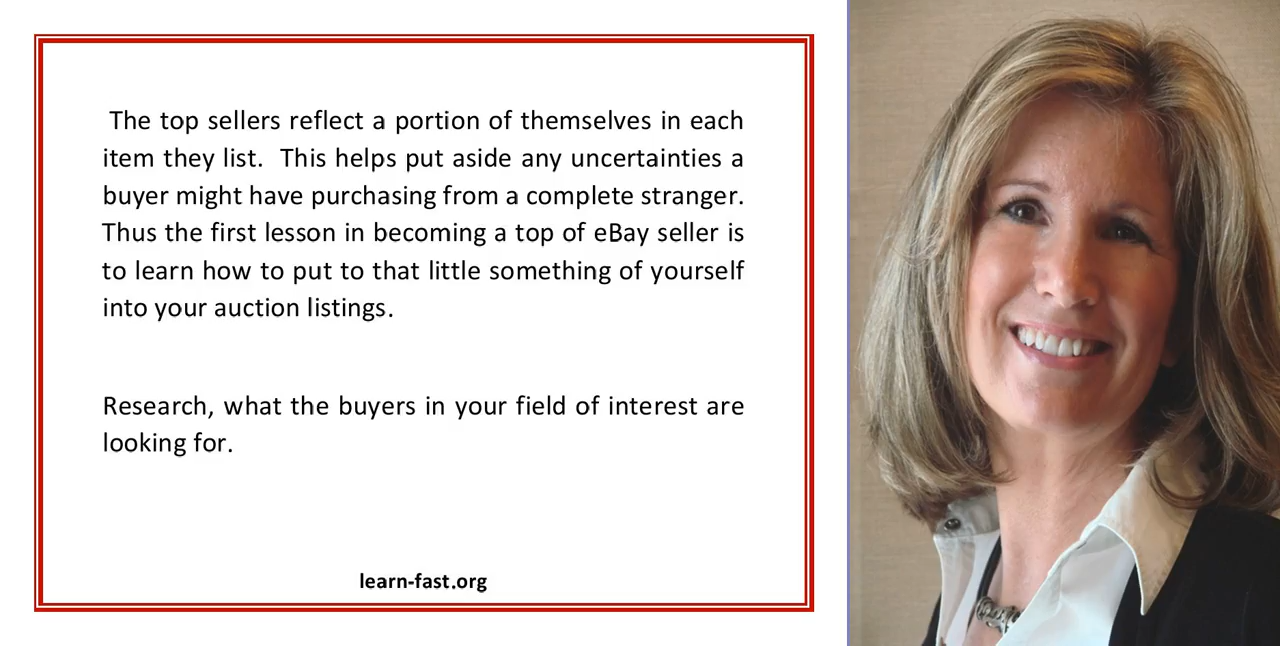 The top sellers reflect a portion of themselves in each
item they list.  This helps put aside any uncertainties a
buyer might have purchasing from a complete stranger.
Thus the first lesson in becoming a top of eBay seller is
to learn how to put to that little something of yourself
into your auction listings.
Research, what the buyers in your field of interest are
looking for.
learn-fast.org